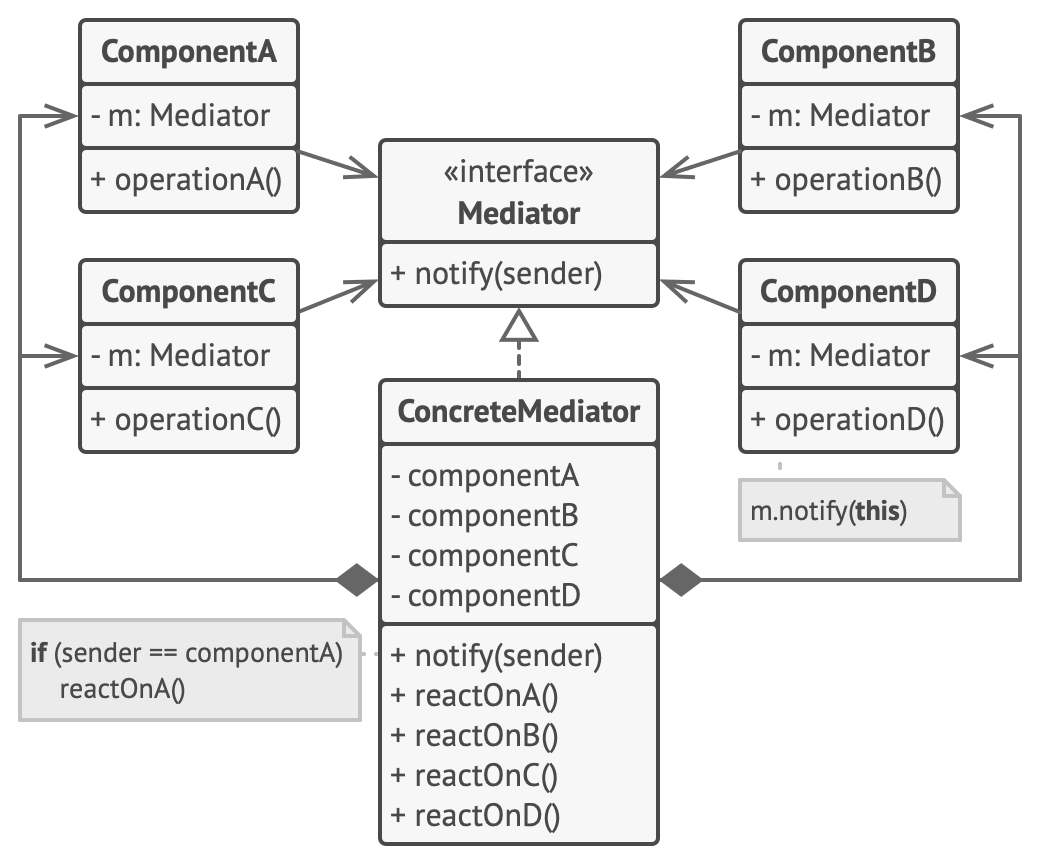 ComponentA
- m: Mediator
+ operationA()
ComponentB
- m: Mediator
+ operationB()
«interface»
Mediator
+ notify(sender)
ComponentC
- m: Mediator
+ operationC()
ComponentD
- m: Mediator
+ operationD()
m.notify(this)
ConcreteMediator
- componentA
- componentB
- componentC
- componentD
+ notify(sender)
+ reactOnA()
+ reactOnB()
+ reactOnC()
+ reactOnD()
if (sender == componentA)
reactOnA()